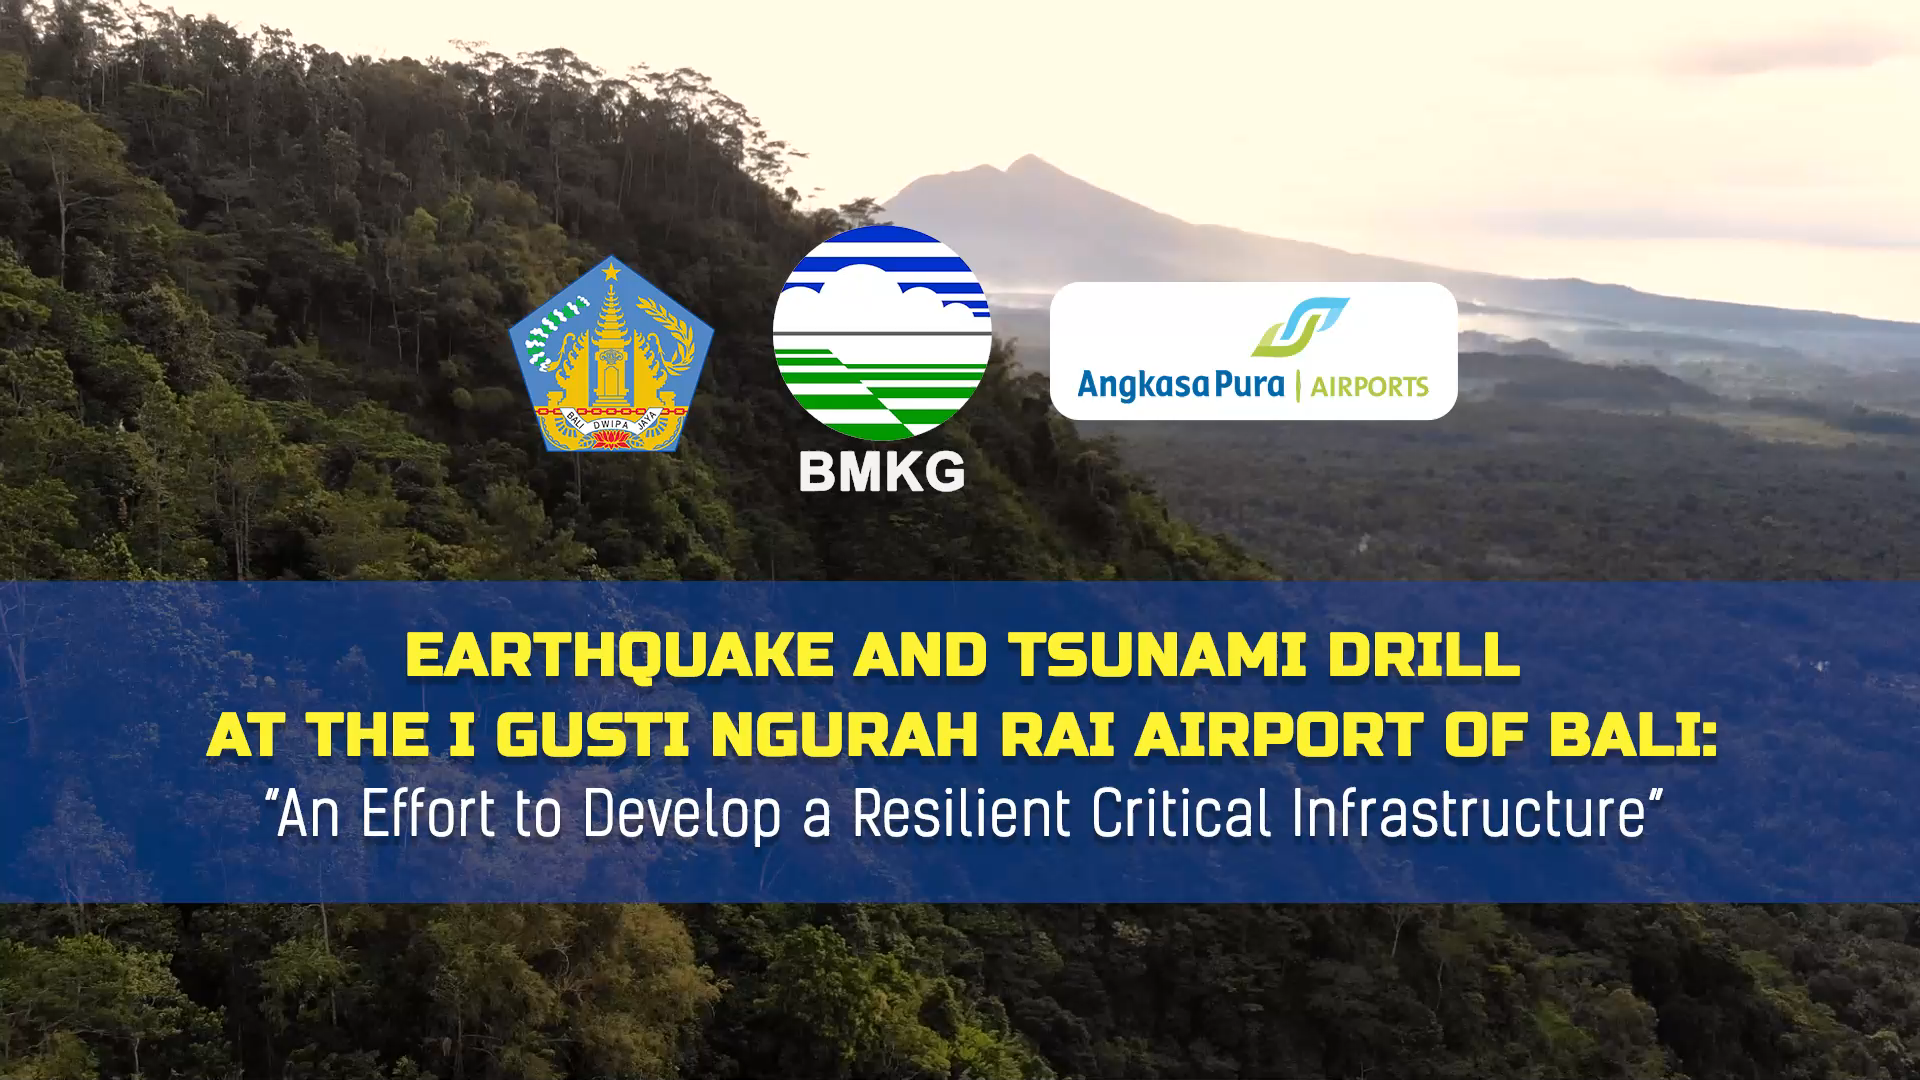 BALI DWIPA JAYA
BMKG
Angkasa Pura | AIRPORTS
EARTHQUAKE AND TSUNAMI DRILL
AT THE I GUSTI NGURAH RAI AIRPORT OF BALI:
"An Effort to Develop a Resilient Critical Infrastructure"